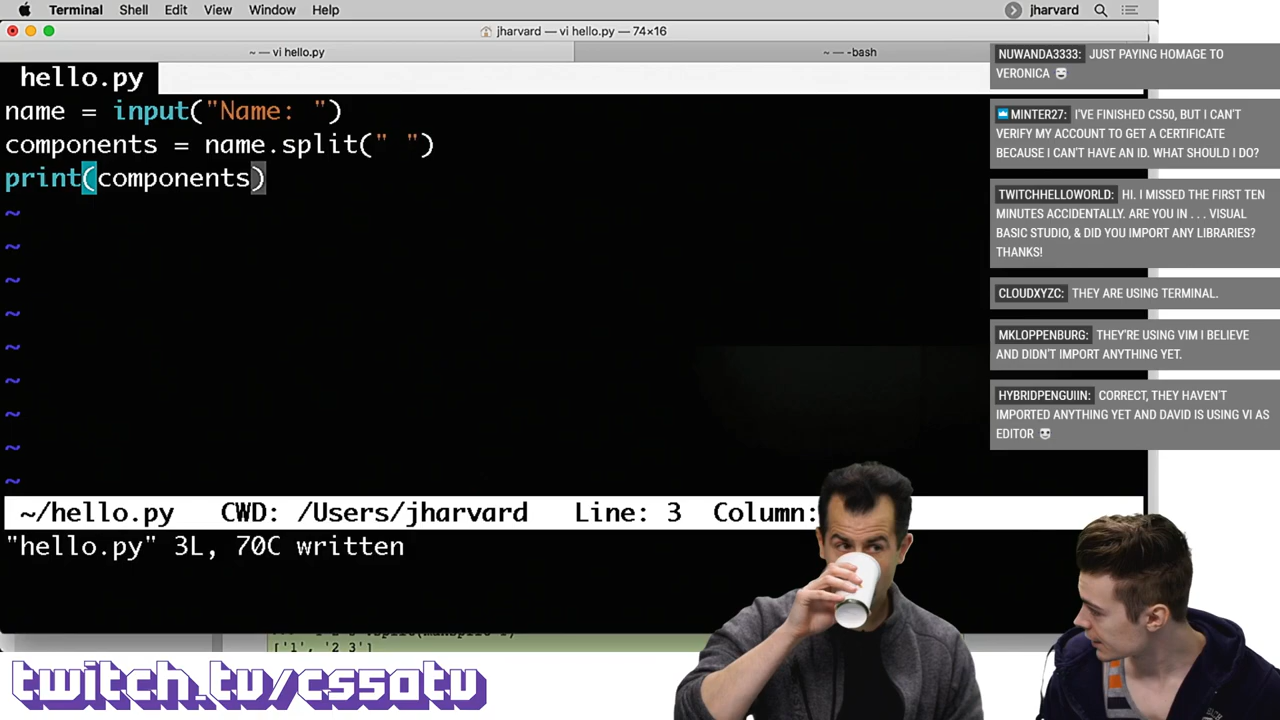 Terminal Shell Edit View Window Help jharvard
jharvard — vi hello.py — 74×16
~ — vi hello.py ~ — -bash
hello.py
name = input("Name: ")
components = name.split(" ")
print(components)
~
~
~
~
~
~
~
~
~
~/hello.py CWD: /Users/jharvard Line: 3 Column:
"hello.py" 3L, 70C written
['1', '2 3']
NUWANDA3333: JUST PAYING HOMAGE TO
VERONICA
MINTER27: I'VE FINISHED CS50, BUT I CAN'T
VERIFY MY ACCOUNT TO GET A CERTIFICATE
BECAUSE I CAN'T HAVE AN ID. WHAT SHOULD I DO?
TWITCHHELLOWORLD: HI. I MISSED THE FIRST TEN
MINUTES ACCIDENTALLY. ARE YOU IN . . . VISUAL
BASIC STUDIO, & DID YOU IMPORT ANY LIBRARIES?
THANKS!
CLOUDXYZC: THEY ARE USING TERMINAL.
MKLOPPENBURG: THEY'RE USING VIM I BELIEVE
AND DIDN'T IMPORT ANYTHING YET.
HYBRIDPENGUIIN: CORRECT, THEY HAVEN'T
IMPORTED ANYTHING YET AND DAVID IS USING VI AS
EDITOR
twitch.tv/cs50tv